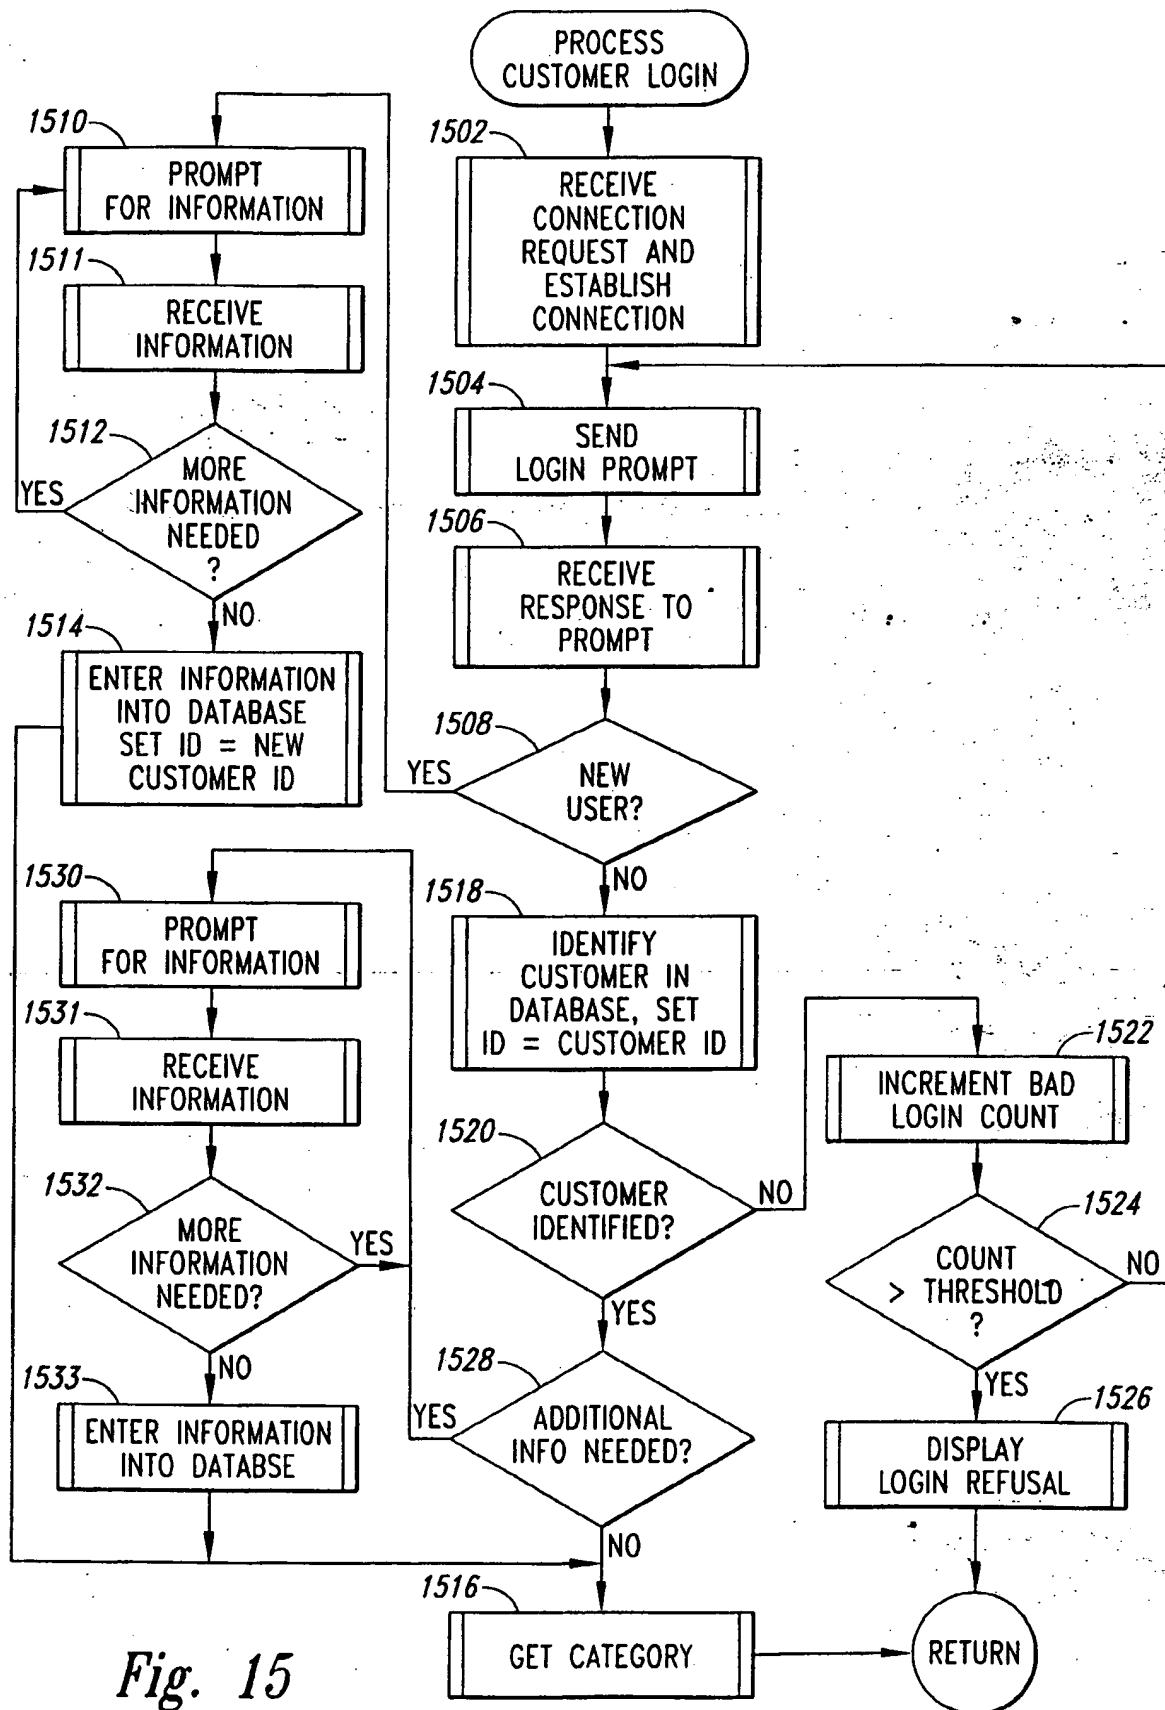 PROCESS
CUSTOMER LOGIN
1502
RECEIVE
CONNECTION
REQUEST AND
ESTABLISH
CONNECTION
1504
SEND
LOGIN PROMPT
1506
RECEIVE
RESPONSE TO
PROMPT
1508
NEW
USER?
YES
NO
1510
PROMPT
FOR INFORMATION
1511
RECEIVE
INFORMATION
1512
MORE
INFORMATION
NEEDED
?
YES
NO
1514
ENTER INFORMATION
INTO DATABASE
SET ID = NEW
CUSTOMER ID
1518
IDENTIFY
CUSTOMER IN
DATABASE, SET
ID = CUSTOMER ID
1520
CUSTOMER
IDENTIFIED?
NO
YES
1522
INCREMENT BAD
LOGIN COUNT
1524
COUNT
> THRESHOLD
?
NO
YES
1526
DISPLAY
LOGIN REFUSAL
1528
ADDITIONAL
INFO NEEDED?
YES
NO
1530
PROMPT
FOR INFORMATION
1531
RECEIVE
INFORMATION
1532
MORE
INFORMATION
NEEDED?
YES
NO
1533
ENTER INFORMATION
INTO DATABSE
1516
GET CATEGORY
RETURN
Fig. 15